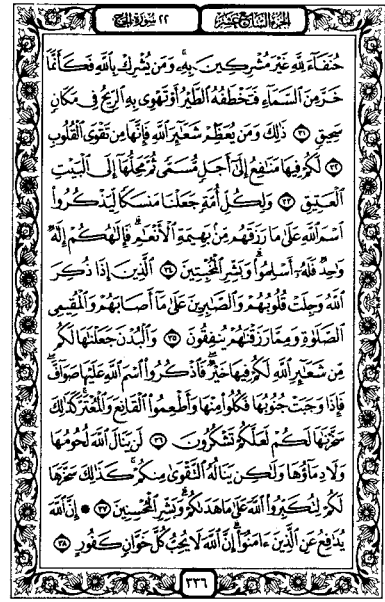 الجزء السابع عشر ٢٢ سورة الحج
حُنَفَآءَ لِلَّهِ غَيْرَ مُشْرِكِينَ بِهِۦ وَمَن يُشْرِكْ بِٱللَّهِ فَكَأَنَّمَا
خَرَّ مِنَ ٱلسَّمَآءِ فَتَخْطَفُهُ ٱلطَّيْرُ أَوْ تَهْوِى بِهِ ٱلرِّيحُ فِى مَكَانٍ
سَحِيقٍ ٣١ ذَٰلِكَ وَمَن يُعَظِّمْ شَعَٰٓئِرَ ٱللَّهِ فَإِنَّهَا مِن تَقْوَى ٱلْقُلُوبِ
٣٢ لَكُمْ فِيهَا مَنَٰفِعُ إِلَىٰٓ أَجَلٍ مُّسَمًّى ثُمَّ مَحِلُّهَآ إِلَى ٱلْبَيْتِ
ٱلْعَتِيقِ ٣٣ وَلِكُلِّ أُمَّةٍ جَعَلْنَا مَنسَكًا لِّيَذْكُرُوا۟
ٱسْمَ ٱللَّهِ عَلَىٰ مَا رَزَقَهُم مِّنۢ بَهِيمَةِ ٱلْأَنْعَٰمِ ۗ فَإِلَٰهُكُمْ إِلَٰهٌ
وَٰحِدٌ فَلَهُۥٓ أَسْلِمُوا۟ ۗ وَبَشِّرِ ٱلْمُخْبِتِينَ ٣٤ ٱلَّذِينَ إِذَا ذُكِرَ
ٱللَّهُ وَجِلَتْ قُلُوبُهُمْ وَٱلصَّٰبِرِينَ عَلَىٰ مَآ أَصَابَهُمْ وَٱلْمُقِيمِى
ٱلصَّلَوٰةِ وَمِمَّا رَزَقْنَٰهُمْ يُنفِقُونَ ٣٥ وَٱلْبُدْنَ جَعَلْنَٰهَا لَكُم
مِّن شَعَٰٓئِرِ ٱللَّهِ لَكُمْ فِيهَا خَيْرٌ ۖ فَٱذْكُرُوا۟ ٱسْمَ ٱللَّهِ عَلَيْهَا صَوَآفَّ ۖ
فَإِذَا وَجَبَتْ جُنُوبُهَا فَكُلُوا۟ مِنْهَا وَأَطْعِمُوا۟ ٱلْقَانِعَ وَٱلْمُعْتَرَّ ۚ كَذَٰلِكَ
سَخَّرْنَٰهَا لَكُمْ لَعَلَّكُمْ تَشْكُرُونَ ٣٦ لَن يَنَالَ ٱللَّهَ لُحُومُهَا
وَلَا دِمَآؤُهَا وَلَٰكِن يَنَالُهُ ٱلتَّقْوَىٰ مِنكُمْ ۚ كَذَٰلِكَ سَخَّرَهَا
لَكُمْ لِتُكَبِّرُوا۟ ٱللَّهَ عَلَىٰ مَا هَدَىٰكُمْ ۗ وَبَشِّرِ ٱلْمُحْسِنِينَ ٣٧ ۞ إِنَّ ٱللَّهَ
يُدَٰفِعُ عَنِ ٱلَّذِينَ ءَامَنُوٓا۟ ۗ إِنَّ ٱللَّهَ لَا يُحِبُّ كُلَّ خَوَّانٍ كَفُورٍ ٣٨
٣٣٦